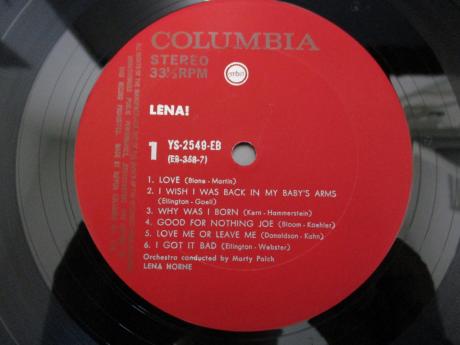 COLUMBIA
STEREO
33⅓RPM
LENA!
1
YS-2549-EB
(EB-358-7)
1. LOVE (Blane - Martin)
2. I WISH I WAS BACK IN MY BABY'S ARMS
(Ellington - Goell)
3. WHY WAS I BORN (Kern - Hammerstein)
4. GOOD FOR NOTHING JOE (Bloom - Koehler)
5. LOVE ME OR LEAVE ME (Donaldson - Kahn)
6. I GOT IT BAD (Ellington - Webster)
Orchestra conducted by Marty Paich
LENA HORNE